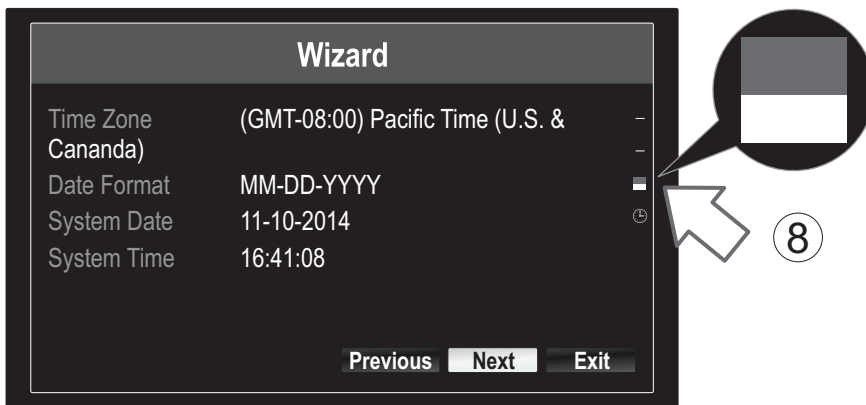 Wizard
Time Zone (GMT-08:00) Pacific Time (U.S. & –
Cananda) –
Date Format MM-DD-YYYY
System Date 11-10-2014
System Time 16:41:08
8
Previous Next Exit